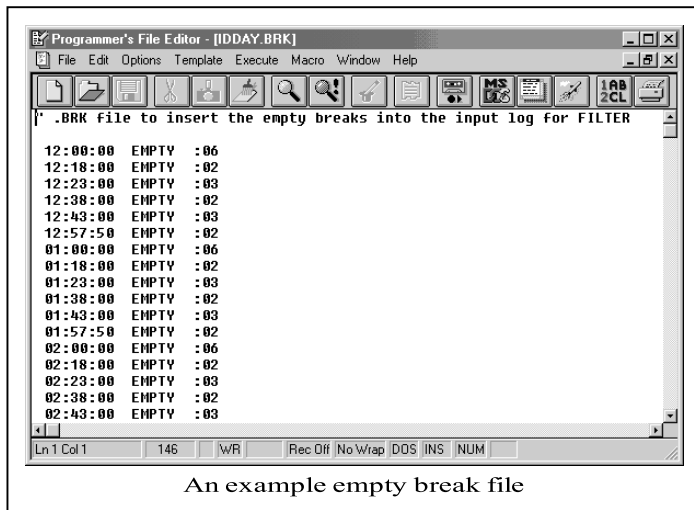 Programmer's File Editor - [IDDAY.BRK]
File Edit Options Template Execute Macro Window Help
MS DOS 1AB 2CL
' .BRK file to insert the empty breaks into the input log for FILTER
12:00:00 EMPTY :06
12:18:00 EMPTY :02
12:23:00 EMPTY :03
12:38:00 EMPTY :02
12:43:00 EMPTY :03
12:57:50 EMPTY :02
01:00:00 EMPTY :06
01:18:00 EMPTY :02
01:23:00 EMPTY :03
01:38:00 EMPTY :02
01:43:00 EMPTY :03
01:57:50 EMPTY :02
02:00:00 EMPTY :06
02:18:00 EMPTY :02
02:23:00 EMPTY :03
02:38:00 EMPTY :02
02:43:00 EMPTY :03
Ln 1 Col 1 146 WR Rec Off No Wrap DOS INS NUM
An example empty break file